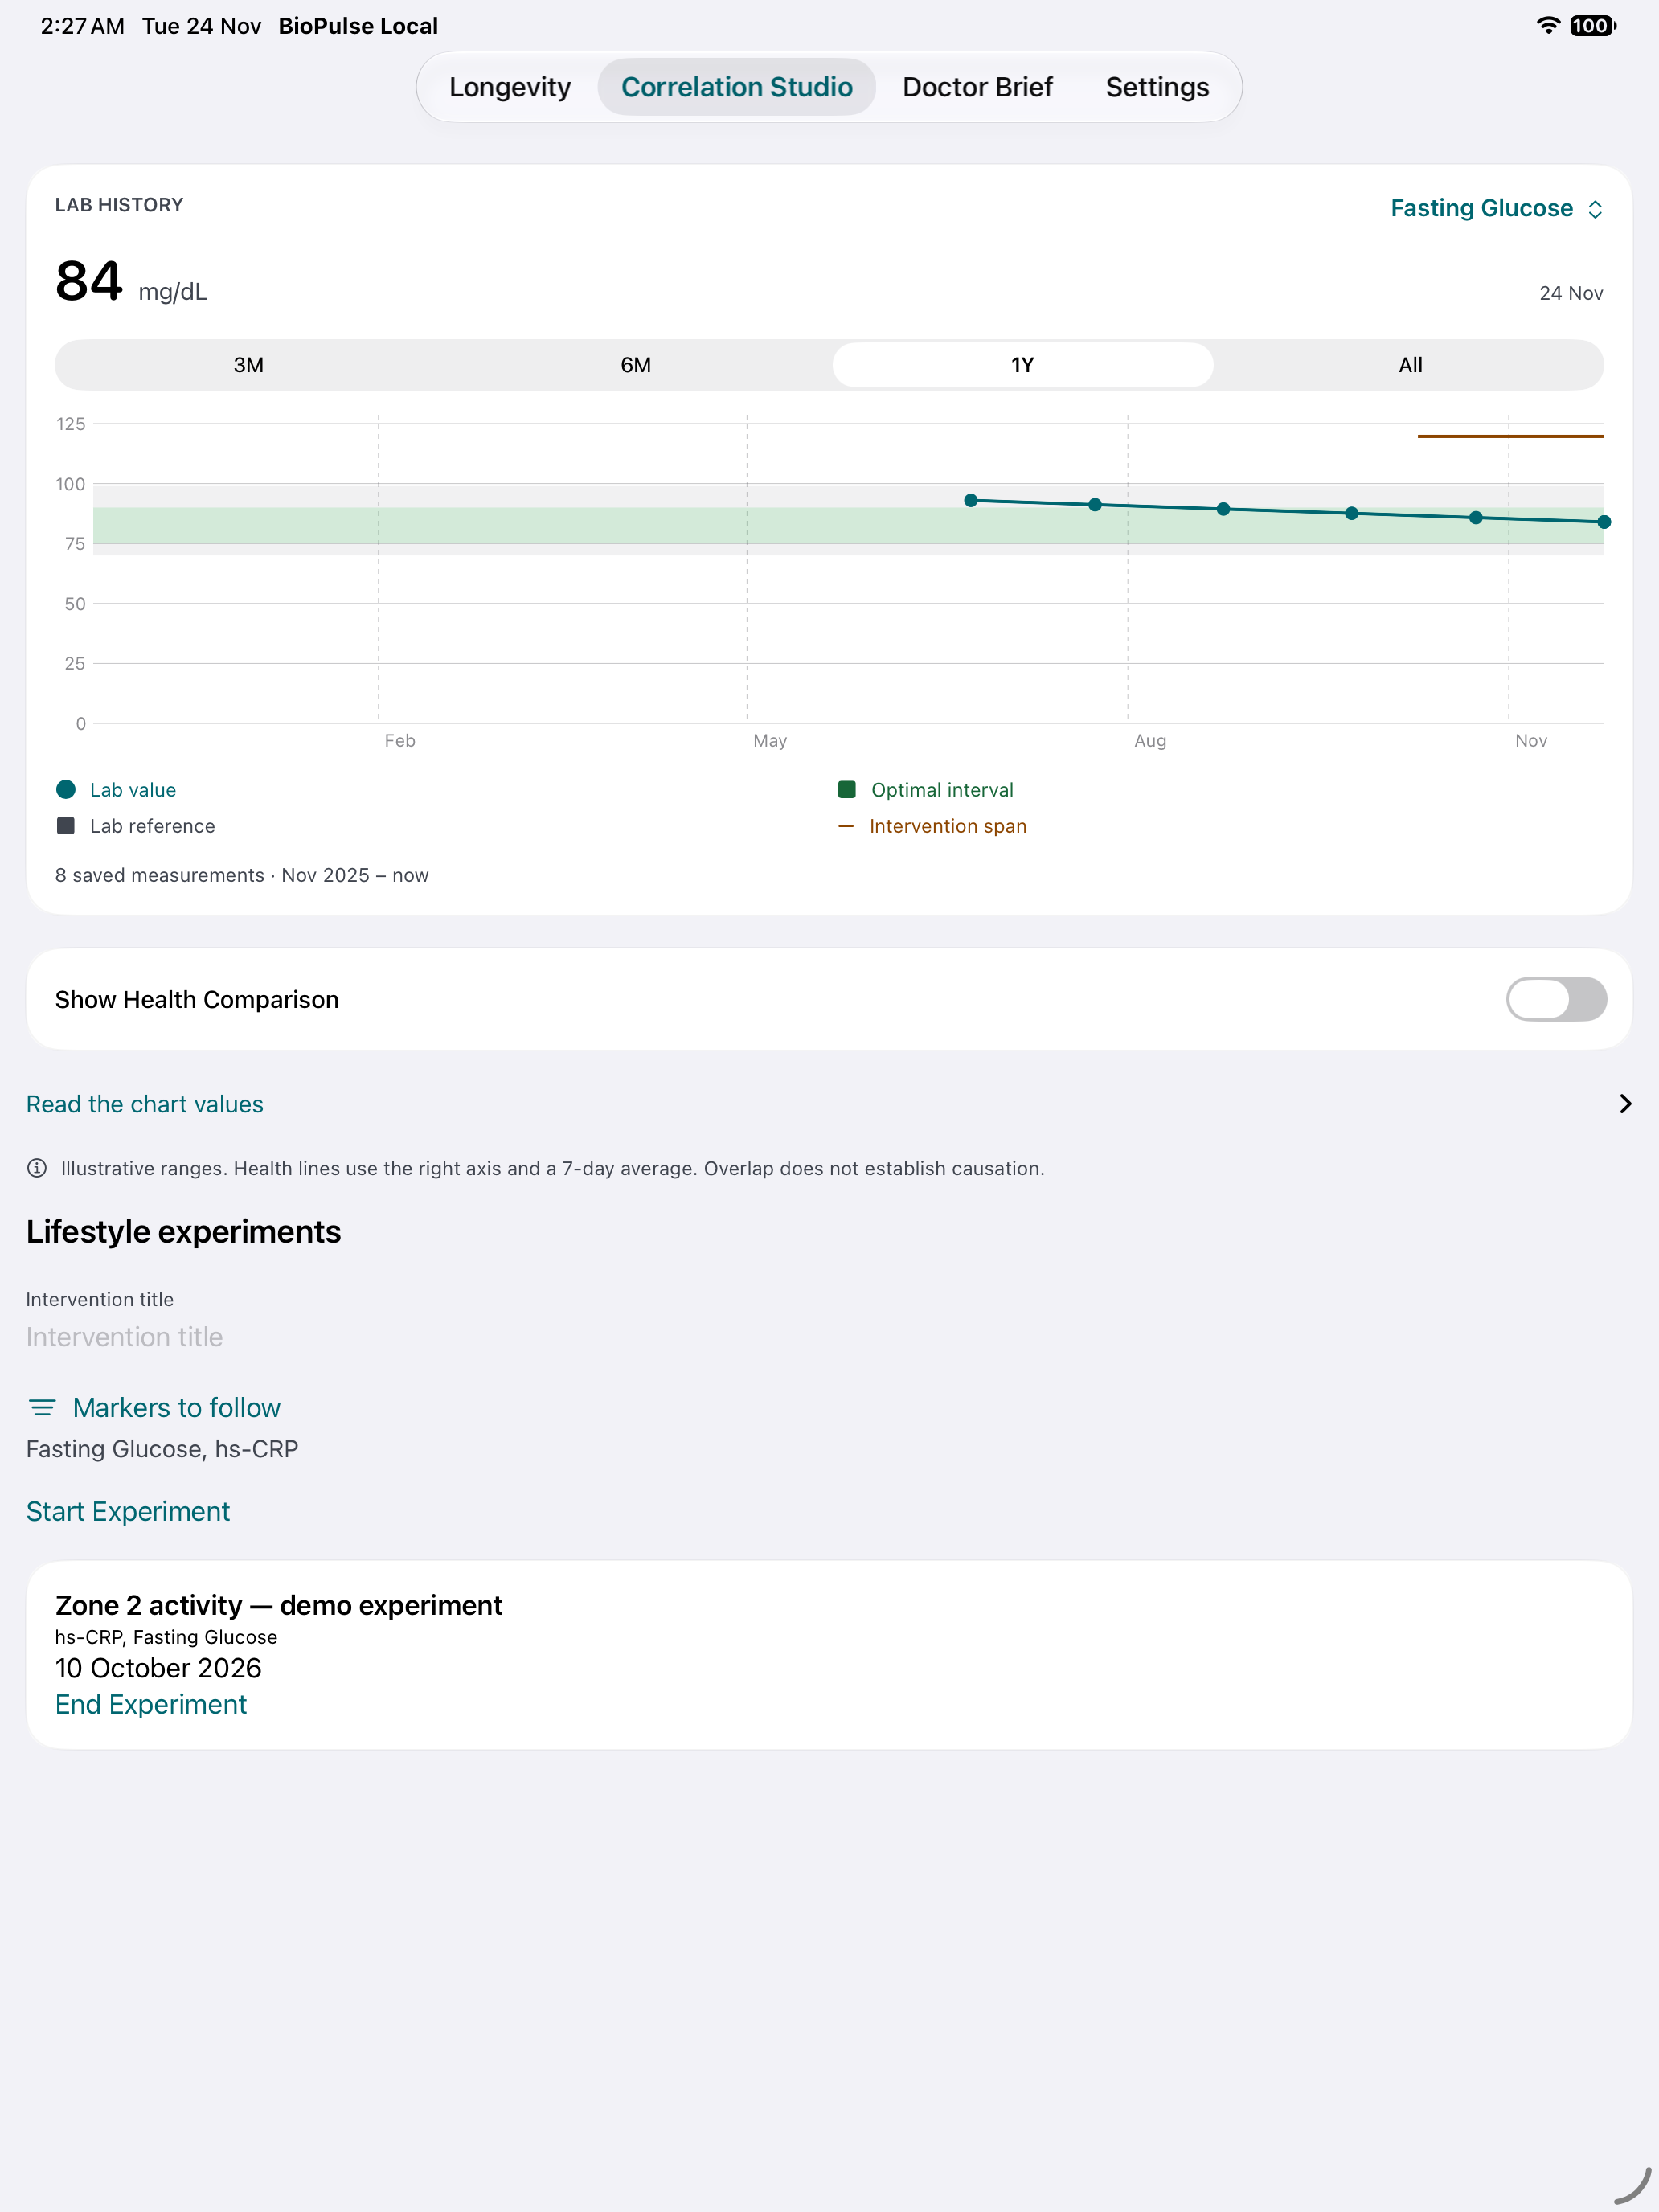 2:27 AM Tue 24 Nov BioPulse Local 100
Longevity Correlation Studio Doctor Brief Settings
LAB HISTORY Fasting Glucose
84 mg/dL 24 Nov
3M 6M 1Y All
125
100
75
50
25
0
Feb May Aug Nov
Lab value Optimal interval
Lab reference Intervention span
8 saved measurements · Nov 2025 – now
Show Health Comparison
Read the chart values
Illustrative ranges. Health lines use the right axis and a 7-day average. Overlap does not establish causation.
Lifestyle experiments
Intervention title
Intervention title
Markers to follow
Fasting Glucose, hs-CRP
Start Experiment
Zone 2 activity — demo experiment
hs-CRP, Fasting Glucose
10 October 2026
End Experiment